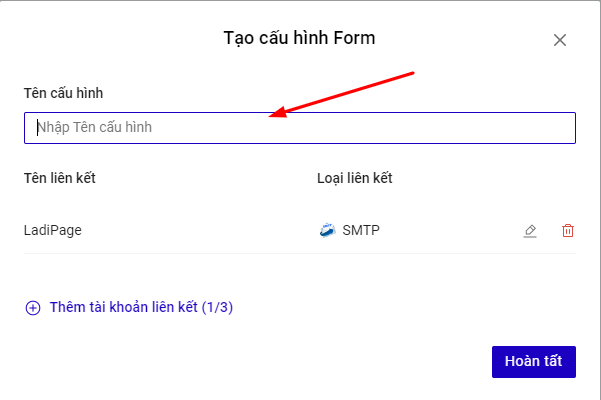 Tạo cấu hình Form
Tên cấu hình
Nhập Tên cấu hình
Tên liên kết Loại liên kết
LadiPage SMTP
Thêm tài khoản liên kết (1/3)
Hoàn tất